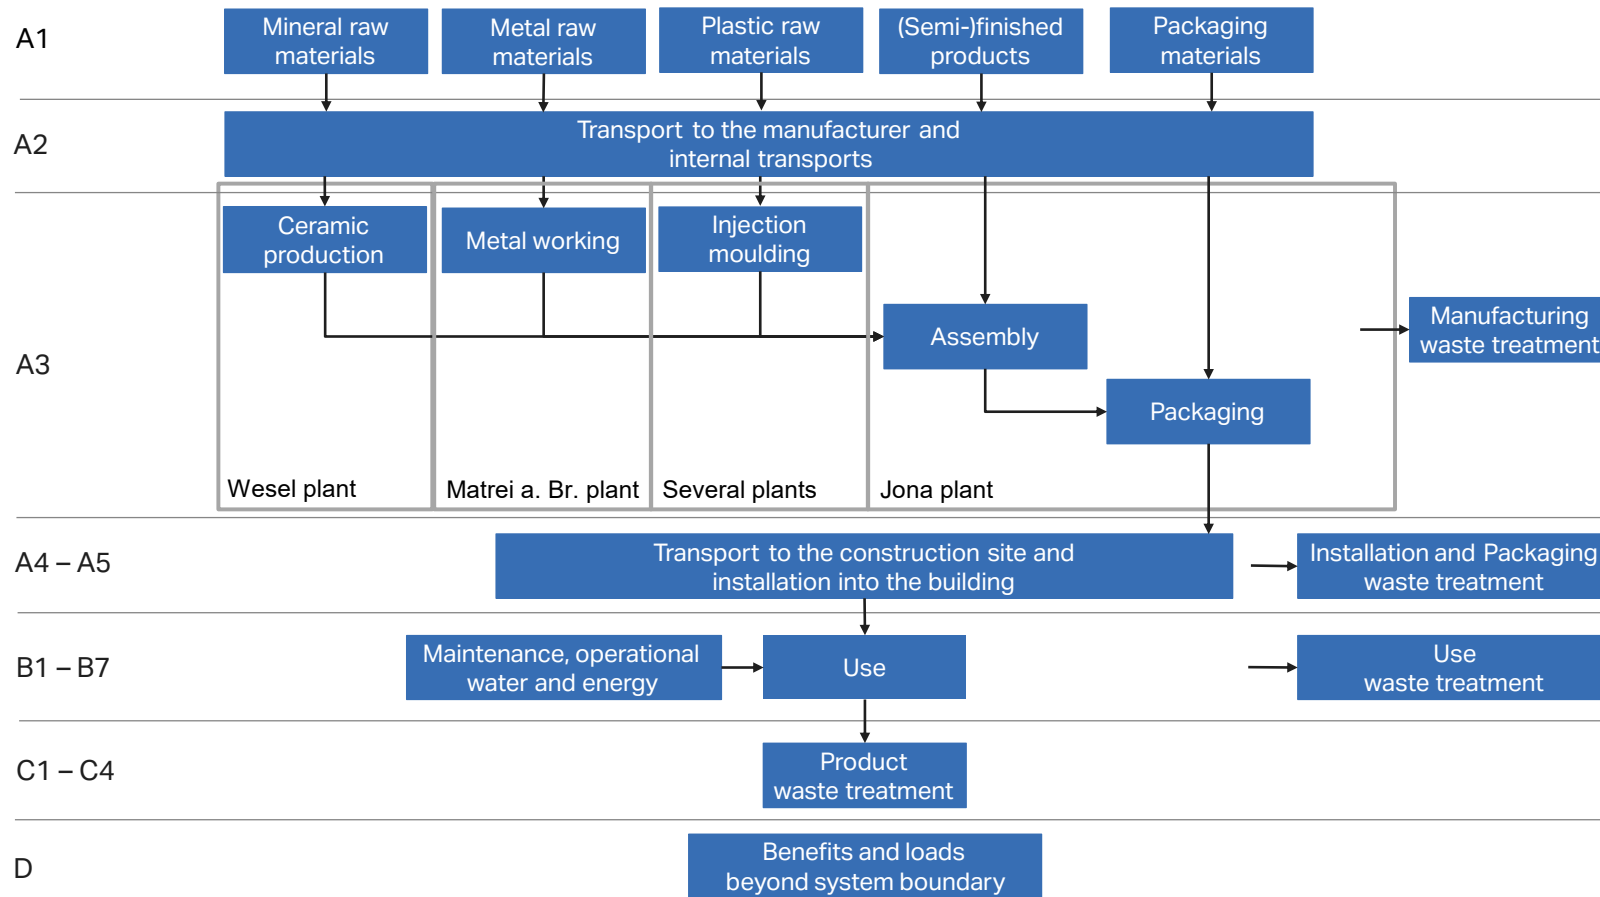 A1
Mineral raw
materials
Metal raw
materials
Plastic raw
materials
(Semi-)finished
products
Packaging
materials
A2
Transport to the manufacturer and
internal transports
A3
Ceramic
production
Metal working
Injection
moulding
Assembly
Manufacturing
waste treatment
Packaging
Wesel plant
Matrei a. Br. plant
Several plants
Jona plant
A4 – A5
Transport to the construction site and
installation into the building
Installation and Packaging
waste treatment
B1 – B7
Maintenance, operational
water and energy
Use
Use
waste treatment
C1 – C4
Product
waste treatment
D
Benefits and loads
beyond system boundary